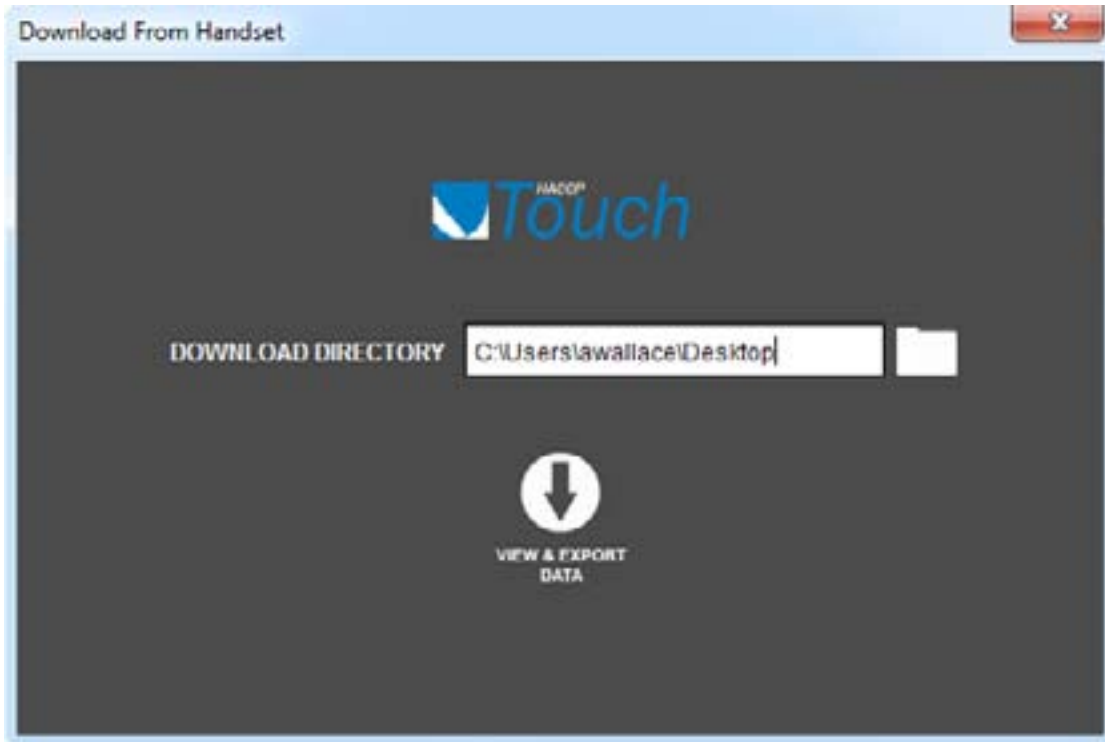 Download From Handset
HACCP
Touch
DOWNLOAD DIRECTORY C:\Users\awallace\Desktop
VIEW & EXPORT
DATA